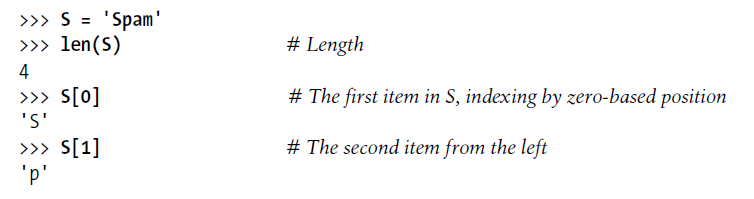 >>> S = 'Spam'
>>> len(S) # Length
4
>>> S[0] # The first item in S, indexing by zero-based position
'S'
>>> S[1] # The second item from the left
'p'